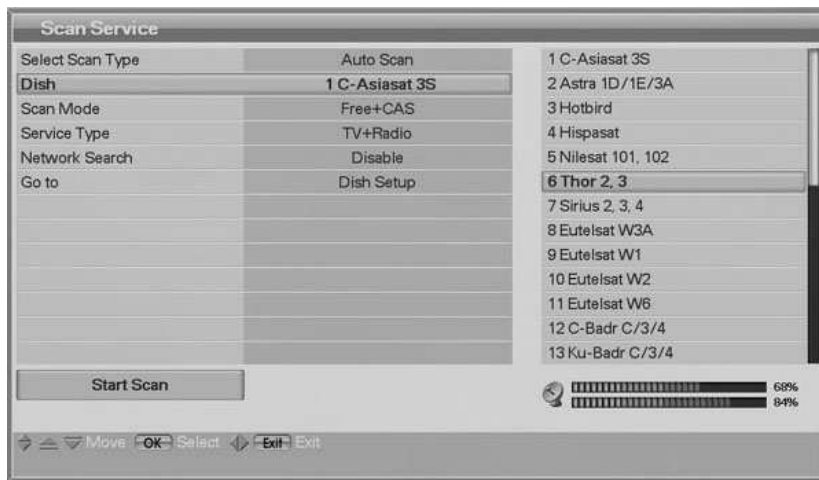 Scan Service
Select Scan Type Auto Scan
Dish 1 C-Asiasat 3S
Scan Mode Free+CAS
Service Type TV+Radio
Network Search Disable
Go to Dish Setup
Start Scan
1 C-Asiasat 3S
2 Astra 1D/1E/3A
3 Hotbird
4 Hispasat
5 Nilesat 101, 102
6 Thor 2, 3
7 Sirius 2, 3, 4
8 Eutelsat W3A
9 Eutelsat W1
10 Eutelsat W2
11 Eutelsat W6
12 C-Badr C/3/4
13 Ku-Badr C/3/4
68%
84%
Move OK Select Exit Exit